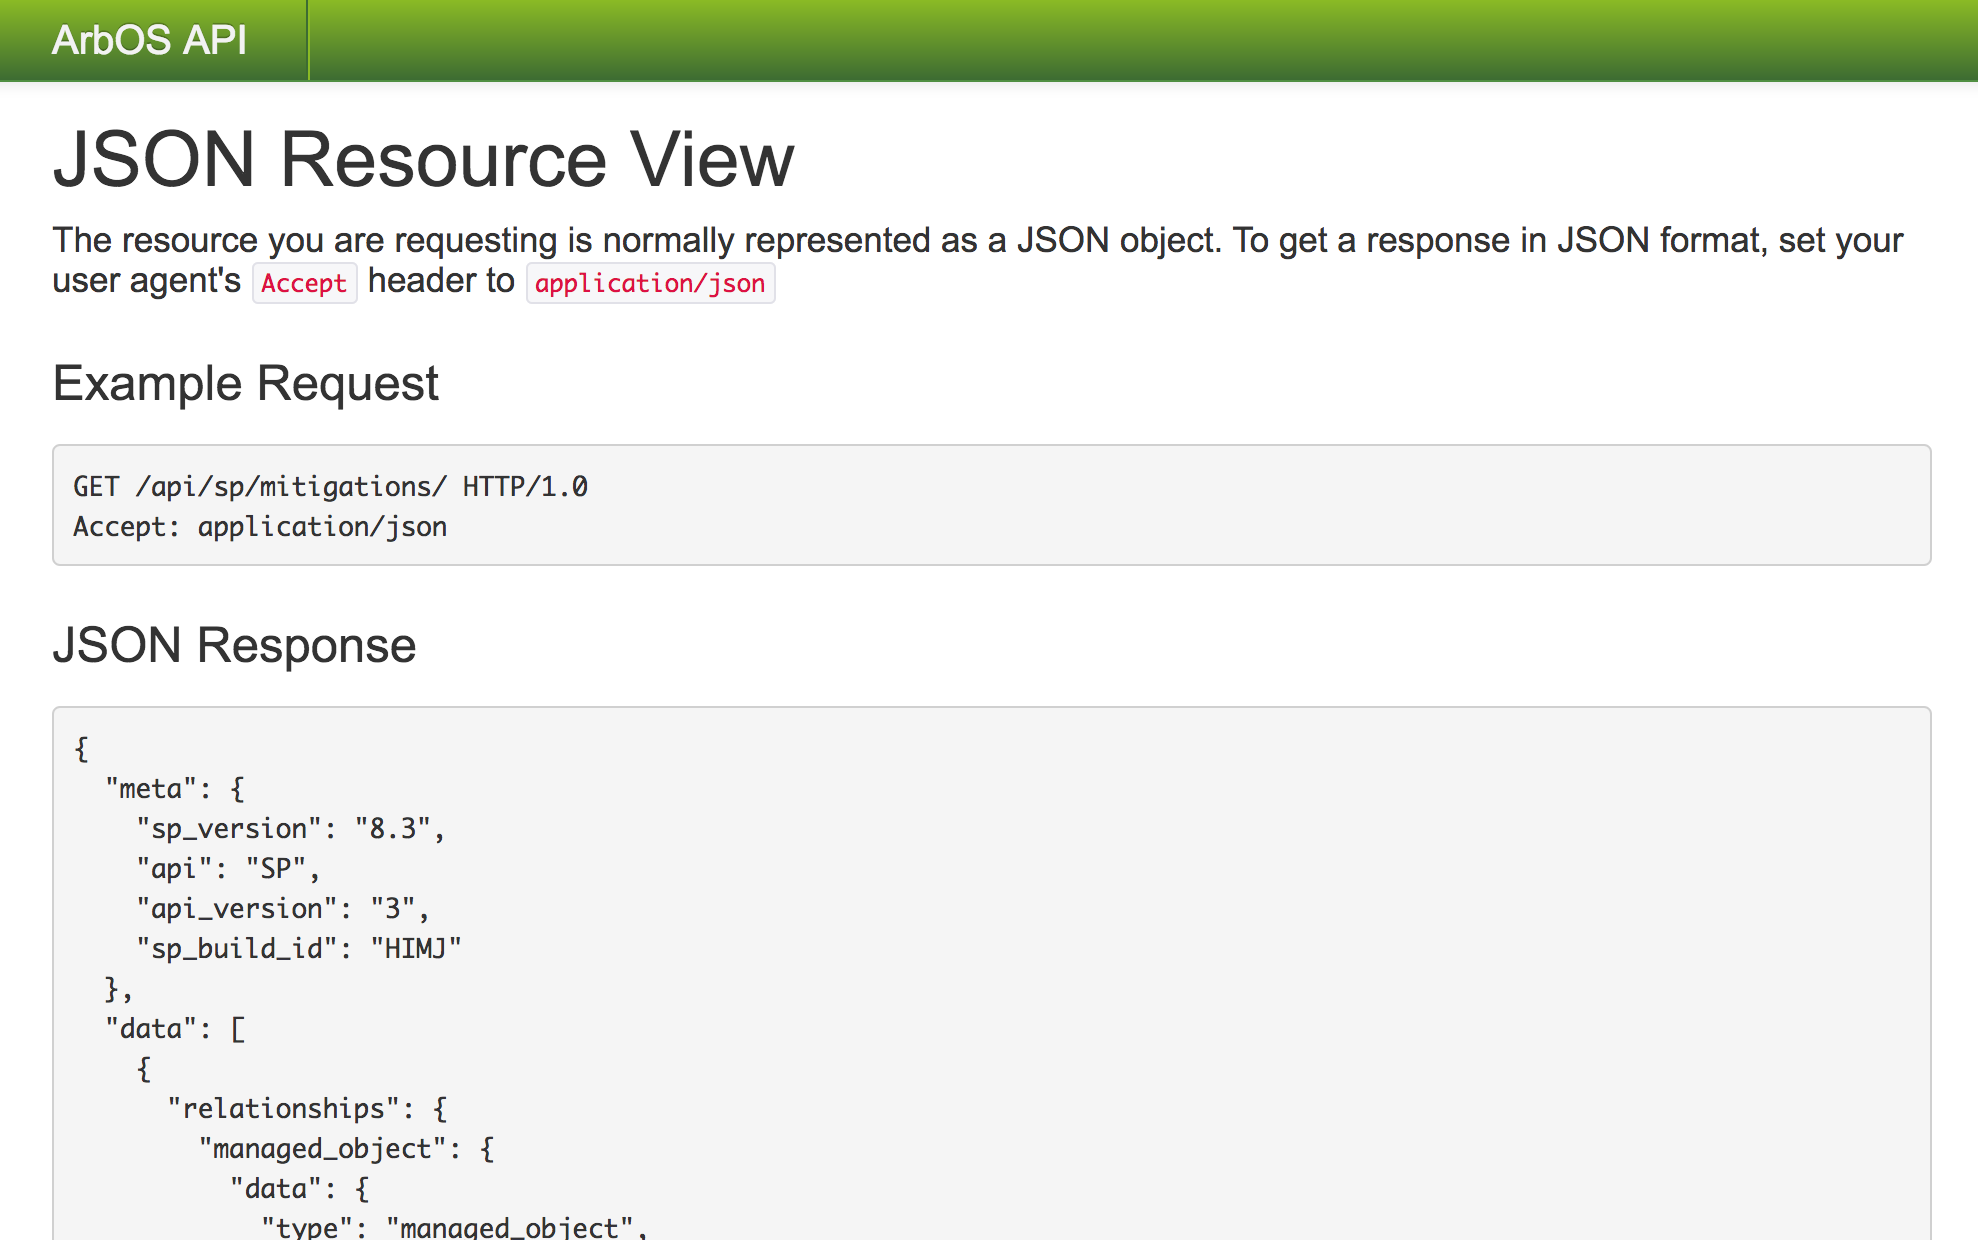 ArbOS API
JSON Resource View
The resource you are requesting is normally represented as a JSON object. To get a response in JSON format, set your
user agent's Accept header to application/json
Example Request
GET /api/sp/mitigations/ HTTP/1.0
Accept: application/json
JSON Response
{
  "meta": {
    "sp_version": "8.3",
    "api": "SP",
    "api_version": "3",
    "sp_build_id": "HIMJ"
  },
  "data": [
    {
      "relationships": {
        "managed_object": {
          "data": {
            "type": "managed_object",